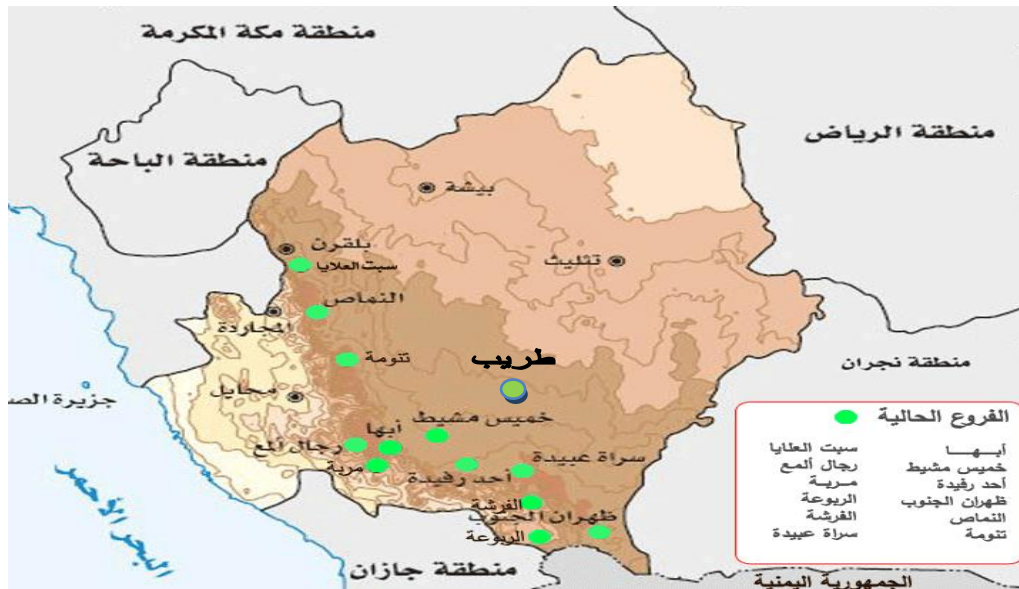 منطقة مكة المكرمة
منطقة الرياض
منطقة الباحة
بيشة
بلقرن
تثليث
سبت العلايا
النماص
المجاردة
منطقة نجران
تنومة
طريب
محايل
جزيرة الصـ
خميس مشيط
أبها
رجال ألمع
سراة عبيدة
مربة
أحد رفيدة
الفرشة
ظهران الجنوب
الربوعة
البحر الأحمر
منطقة جازان
الجمهورية اليمنية
الفروع الحالية
أبـــهـــا
سبت العلايا
خميس مشيط
رجال ألمع
أحد رفيدة
مـربـة
ظهران الجنوب
الربوعة
النماص
الفرشة
تنومة
سراة عبيدة